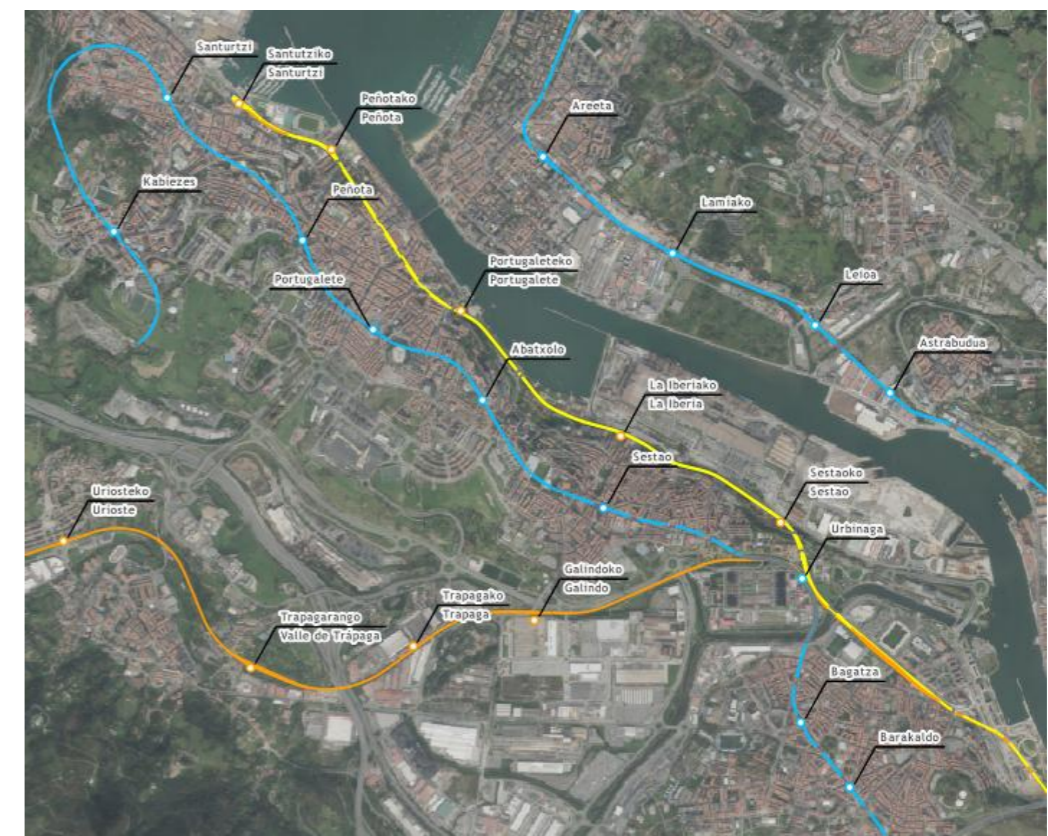 Santurtzi
Santutziko
Santurtzi
Peñotako
Peñota
Areeta
Kabiezes
Peñota
Lamiako
Portugaleteko
Portugalete
Portugalete
Leioa
Abatxolo
Astrabudua
La Iberiako
La Iberia
Sestao
Sestaoko
Sestao
Uriosteko
Urioste
Urbinaga
Galindoko
Galindo
Trapagako
Trapaga
Trapagarango
Valle de Trápaga
Bagatza
Barakaldo